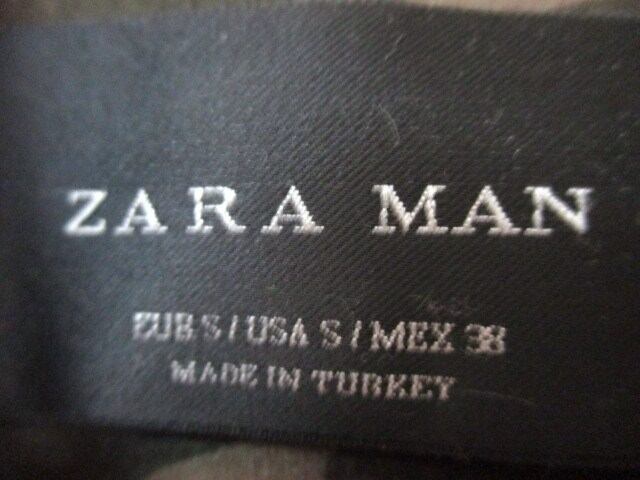 ZARA MAN
EUR S / USA S / MEX 38
MADE IN TURKEY